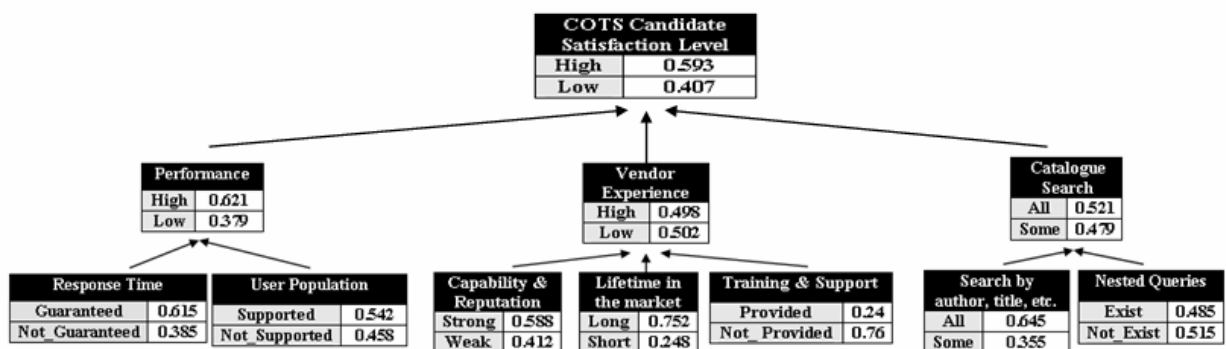 COTS Candidate
Satisfaction Level
High 0.593
Low 0.407
Performance
High 0.621
Low 0.379
Vendor
Experience
High 0.498
Low 0.502
Catalogue
Search
All 0.521
Some 0.479
Response Time
Guaranteed 0.615
Not_Guaranteed 0.385
User Population
Supported 0.542
Not_Supported 0.458
Capability &
Reputation
Strong 0.588
Weak 0.412
Lifetime in
the market
Long 0.752
Short 0.248
Training & Support
Provided 0.24
Not_ Provided 0.76
Search by
author, title, etc.
All 0.645
Some 0.355
Nested Queries
Exist 0.485
Not_Exist 0.515